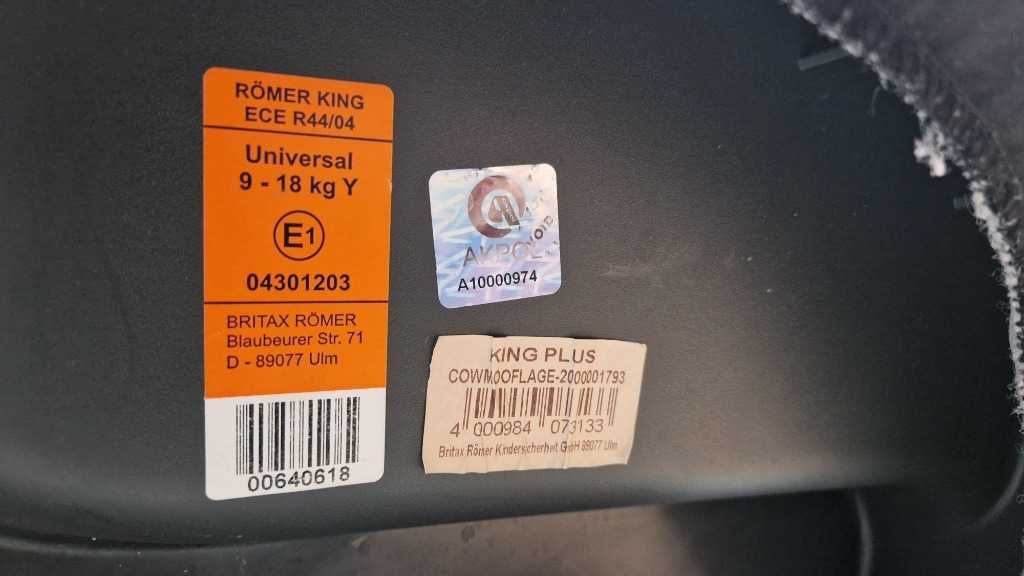 RÖMER KING
ECE R44/04
Universal
9 - 18 kg Y
E1
04301203
BRITAX RÖMER
Blaubeurer Str. 71
D - 89077 Ulm
00640618
AKPOL
VOID
A10000974
KING PLUS
COWMOOFLAGE-2000001793
4 000984 073133
Britax Römer Kindersicherheit GmbH 89077 Ulm